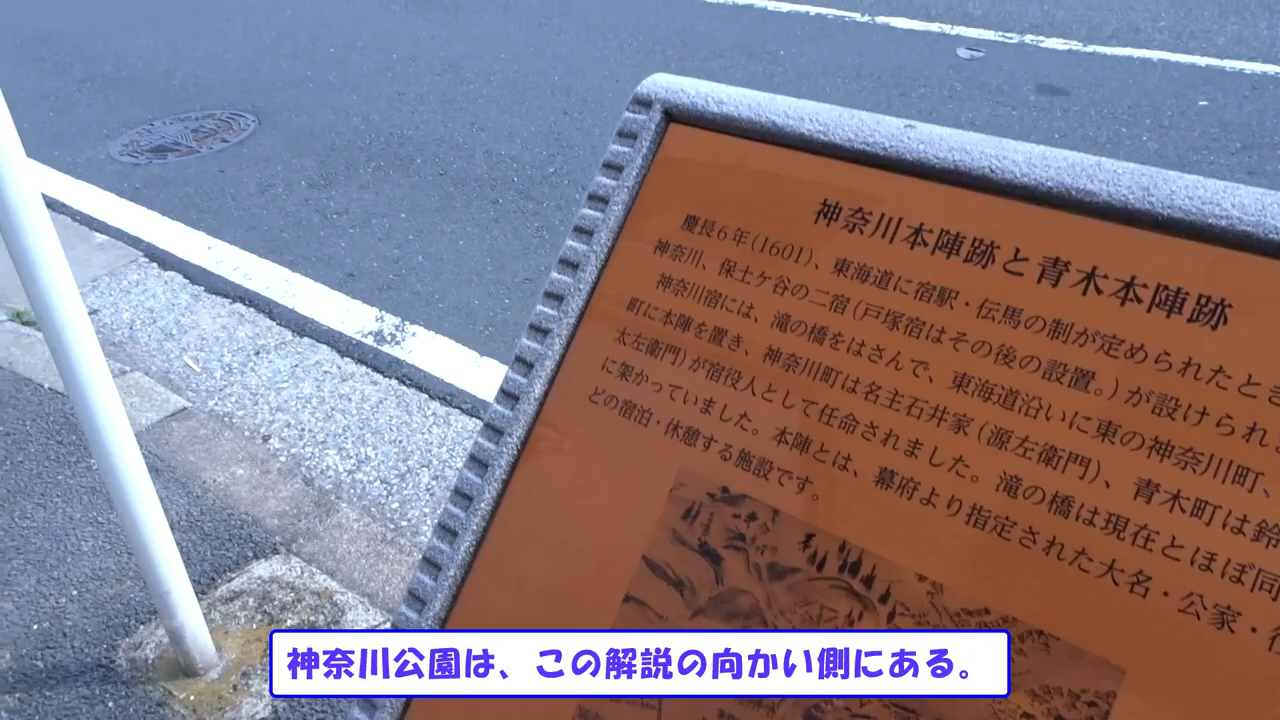 神奈川本陣跡と青木本陣跡
慶長6年(1601)、東海道に宿駅・伝馬の制が定められたとき
神奈川、保土ケ谷の二宿(戸塚宿はその後の設置。)が設けられ
神奈川宿には、滝の橋をはさんで、東海道沿いに東の神奈川町、
町に本陣を置き、神奈川町は名主石井家(源左衛門)、青木町は鈴
太左衛門)が宿役人として任命されました。滝の橋は現在とほぼ同
に架かっていました。本陣とは、幕府より指定された大名・公家・
どの宿泊・休憩する施設です。
神奈川公園は、この解説の向かい側にある。